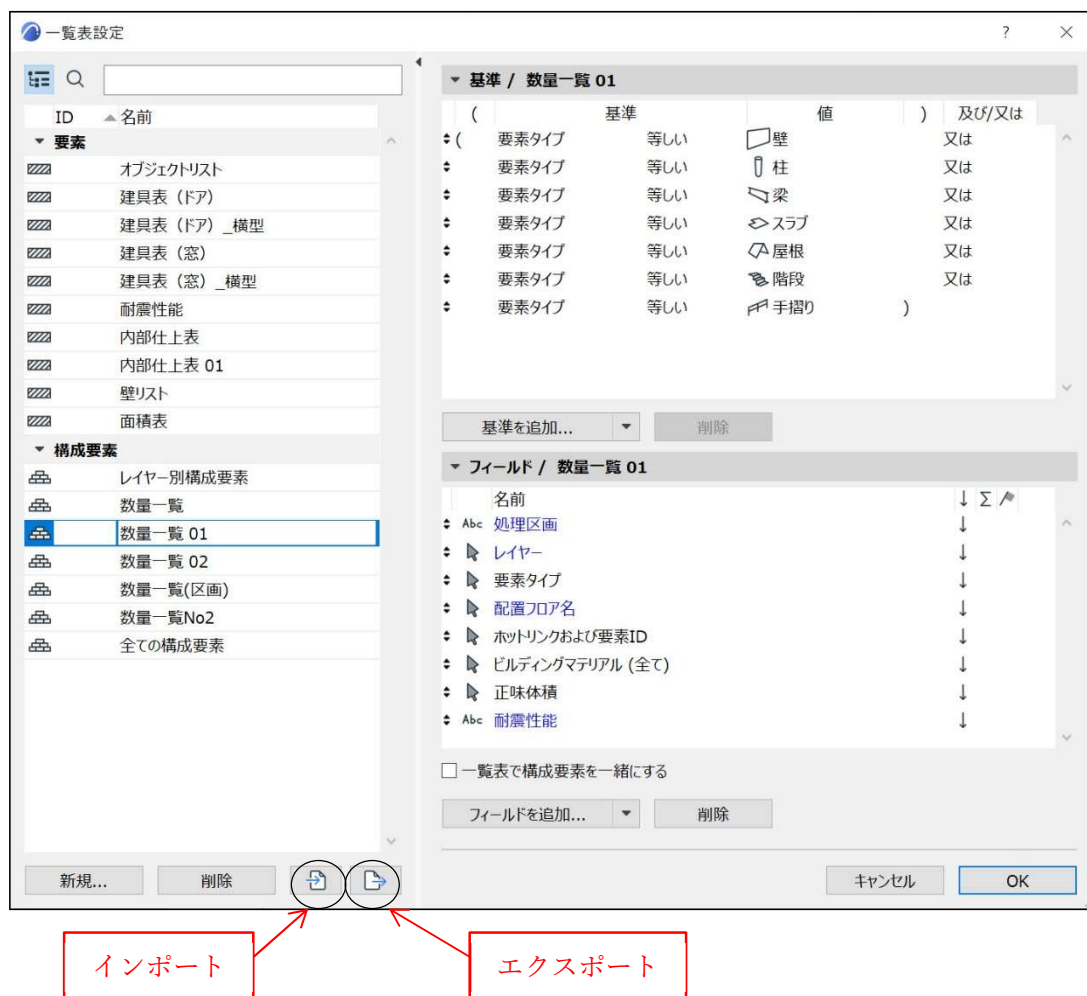 一覧表設定
?
ID 名前
要素
オブジェクトリスト
建具表（ドア）
建具表（ドア）_横型
建具表（窓）
建具表（窓）_横型
耐震性能
内部仕上表
内部仕上表 01
壁リスト
面積表
構成要素
レイヤー別構成要素
数量一覧
数量一覧 01
数量一覧 02
数量一覧(区画)
数量一覧No2
全ての構成要素
新規... 削除
基準 / 数量一覧 01
( 基準 値 ) 及び/又は
( 要素タイプ 等しい 壁 又は
要素タイプ 等しい 柱 又は
要素タイプ 等しい 梁 又は
要素タイプ 等しい スラブ 又は
要素タイプ 等しい 屋根 又は
要素タイプ 等しい 階段 又は
要素タイプ 等しい 手摺り )
基準を追加... 削除
フィールド / 数量一覧 01
名前 ↓ Σ
Abc 処理区画 ↓
レイヤー ↓
要素タイプ ↓
配置フロア名 ↓
ホットリンクおよび要素ID ↓
ビルディングマテリアル (全て) ↓
正味体積 ↓
Abc 耐震性能 ↓
一覧表で構成要素を一緒にする
フィールドを追加... 削除
キャンセル OK
インポート エクスポート